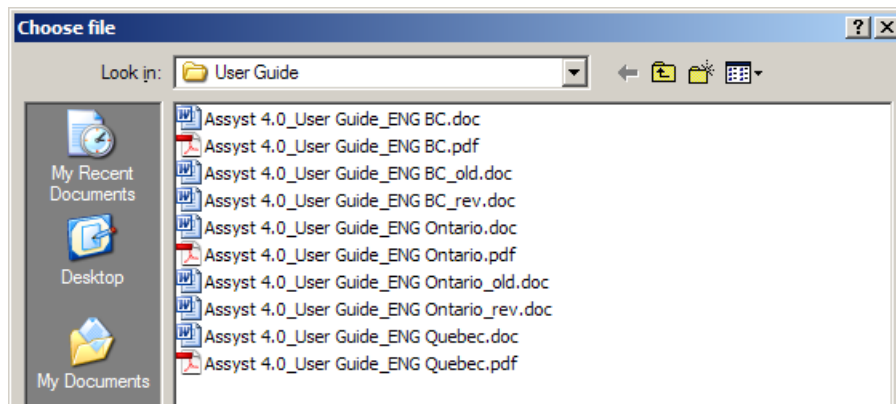 Choose file
Look in:
User Guide
My Recent
Documents
Desktop
My Documents
Assyst 4.0_User Guide_ENG BC.doc
Assyst 4.0_User Guide_ENG BC.pdf
Assyst 4.0_User Guide_ENG BC_old.doc
Assyst 4.0_User Guide_ENG BC_rev.doc
Assyst 4.0_User Guide_ENG Ontario.doc
Assyst 4.0_User Guide_ENG Ontario.pdf
Assyst 4.0_User Guide_ENG Ontario_old.doc
Assyst 4.0_User Guide_ENG Ontario_rev.doc
Assyst 4.0_User Guide_ENG Quebec.doc
Assyst 4.0_User Guide_ENG Quebec.pdf